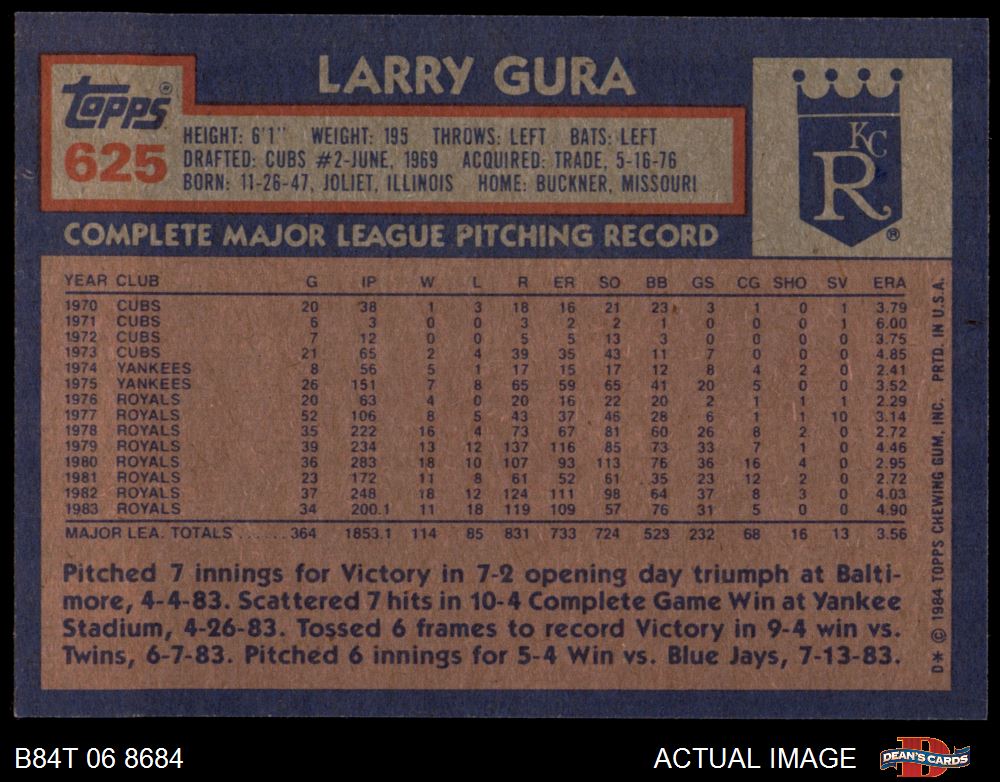 LARRY GURA
Topps®
625
HEIGHT: 6'1" WEIGHT: 195 THROWS: LEFT BATS: LEFT
DRAFTED: CUBS #2-JUNE, 1969 ACQUIRED: TRADE, 5-16-76
BORN: 11-26-47, JOLIET, ILLINOIS HOME: BUCKNER, MISSOURI
KC
R
®
COMPLETE MAJOR LEAGUE PITCHING RECORD
YEAR CLUB G IP W L R ER SO BB GS CG SHO SV ERA
1970 CUBS 20 38 1 3 18 16 21 23 3 1 0 1 3.79
1971 CUBS 6 3 0 0 3 2 2 1 0 0 0 1 6.00
1972 CUBS 7 12 0 0 5 5 13 3 0 0 0 0 3.75
1973 CUBS 21 65 2 4 39 35 43 11 7 0 0 0 4.85
1974 YANKEES 8 56 5 1 17 15 17 12 8 4 2 0 2.41
1975 YANKEES 26 151 7 8 65 59 65 41 20 5 0 0 3.52
1976 ROYALS 20 63 4 0 20 16 22 20 2 1 1 1 2.29
1977 ROYALS 52 106 8 5 43 37 46 28 6 1 1 10 3.14
1978 ROYALS 35 222 16 4 73 67 81 60 26 8 2 0 2.72
1979 ROYALS 39 234 13 12 137 116 85 73 33 7 1 0 4.46
1980 ROYALS 36 283 18 10 107 93 113 76 36 16 4 0 2.95
1981 ROYALS 23 172 11 8 61 52 61 35 23 12 2 0 2.72
1982 ROYALS 37 248 18 12 124 111 98 64 37 8 3 0 4.03
1983 ROYALS 34 200.1 11 18 119 109 57 76 31 5 0 0 4.90
MAJOR LEA. TOTALS ...... 364 1853.1 114 85 831 733 724 523 232 68 16 13 3.56
Pitched 7 innings for Victory in 7-2 opening day triumph at Balti-
more, 4-4-83. Scattered 7 hits in 10-4 Complete Game Win at Yankee
Stadium, 4-26-83. Tossed 6 frames to record Victory in 9-4 win vs.
Twins, 6-7-83. Pitched 6 innings for 5-4 Win vs. Blue Jays, 7-13-83.
D* © 1984 TOPPS CHEWING GUM, INC. PRTD. IN U.S.A.
B84T 06 8684
ACTUAL IMAGE
DEAN'S CARDS